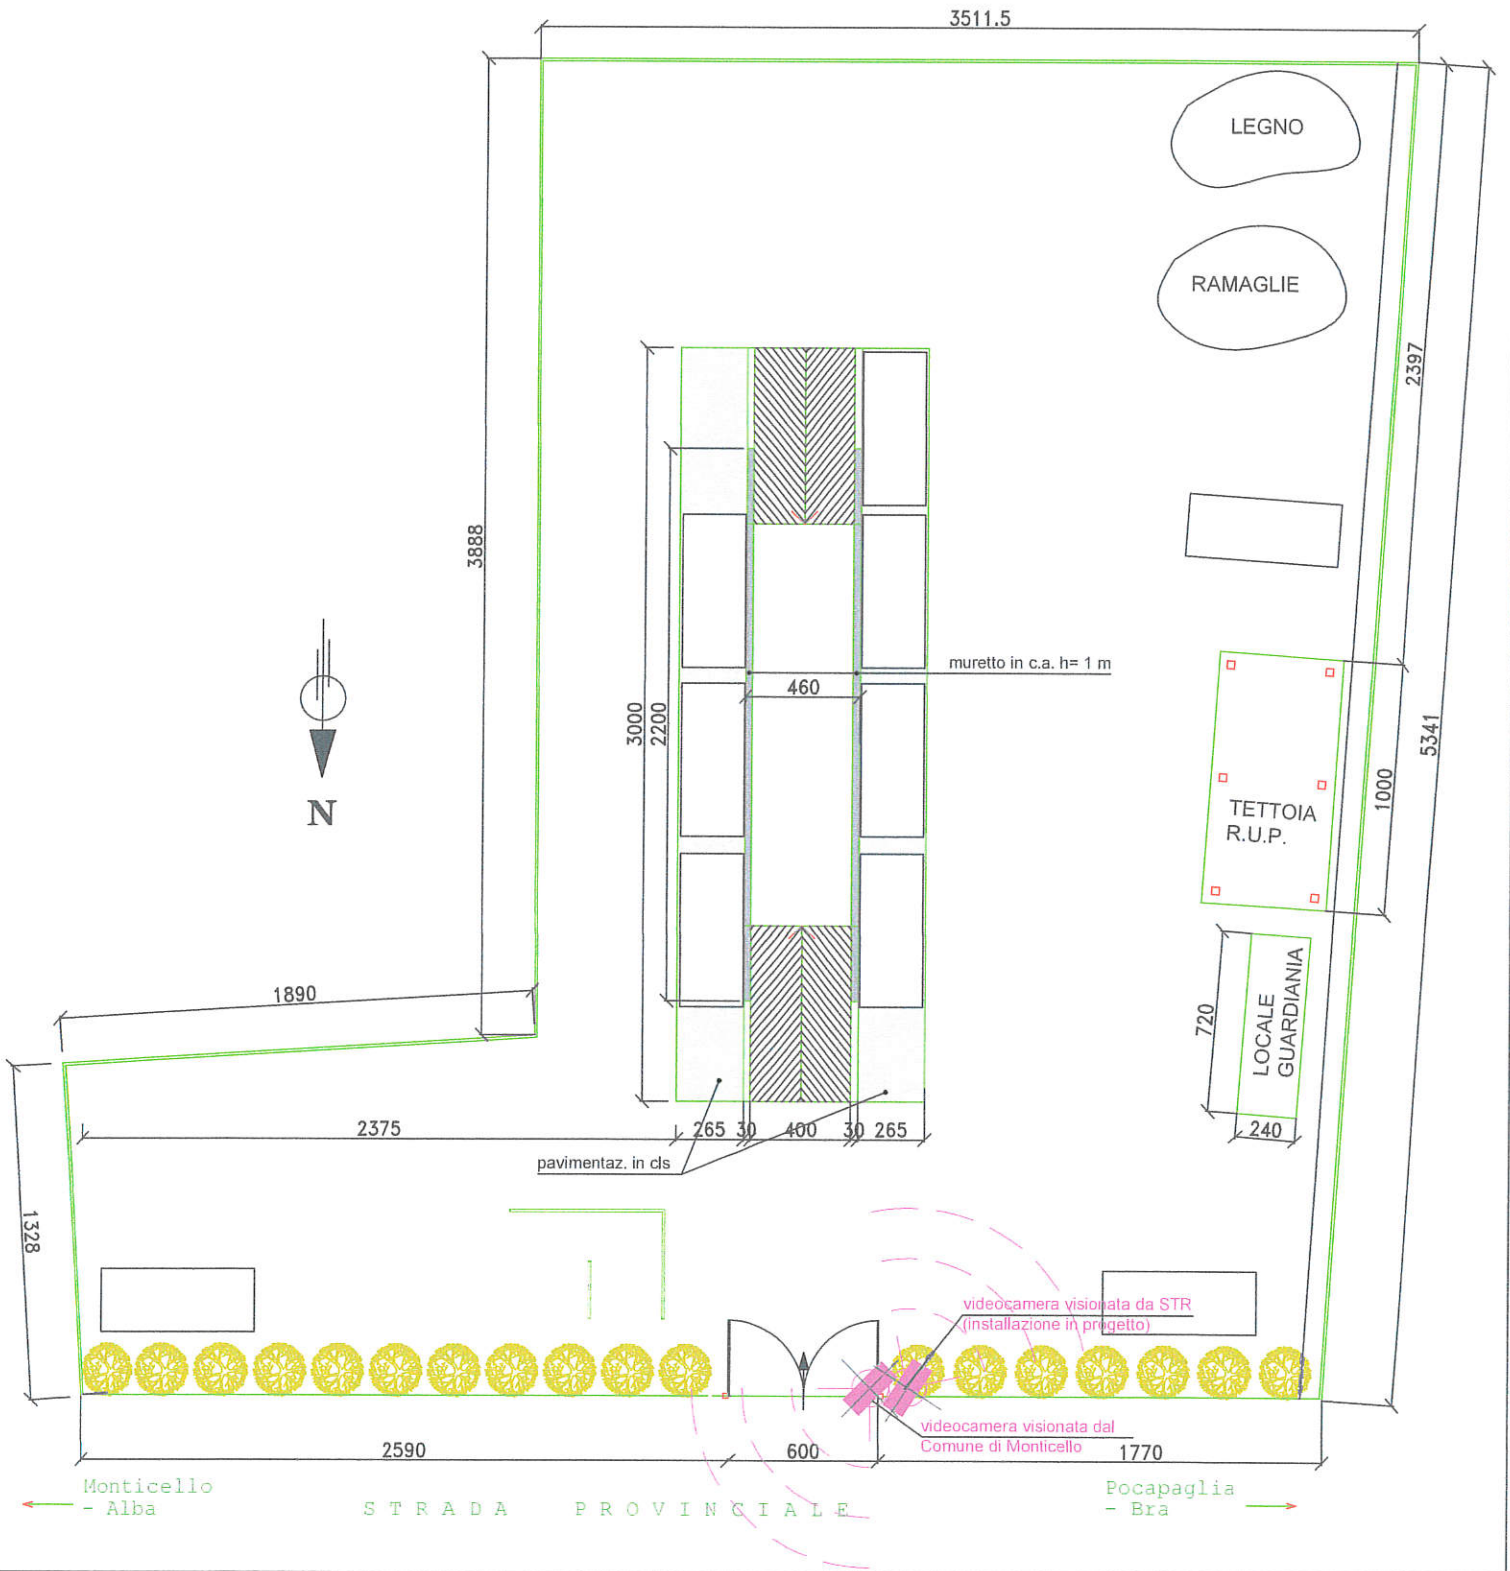 3511.5
LEGNO
RAMAGLIE
2397
3888
muretto in c.a. h= 1 m
460
3000
2200
5341
1000
TETTOIA
R.U.P.
N
LOCALE
GUARDIANIA
720
1890
2375
265
30
400
30
265
240
pavimentaz. in cls
1328
videocamera visionata da STR
(installazione in progetto)
videocamera visionata dal
Comune di Monticello
2590
600
1770
Monticello
- Alba
STRADA PROVINCIALE
Pocapaglia
- Bra